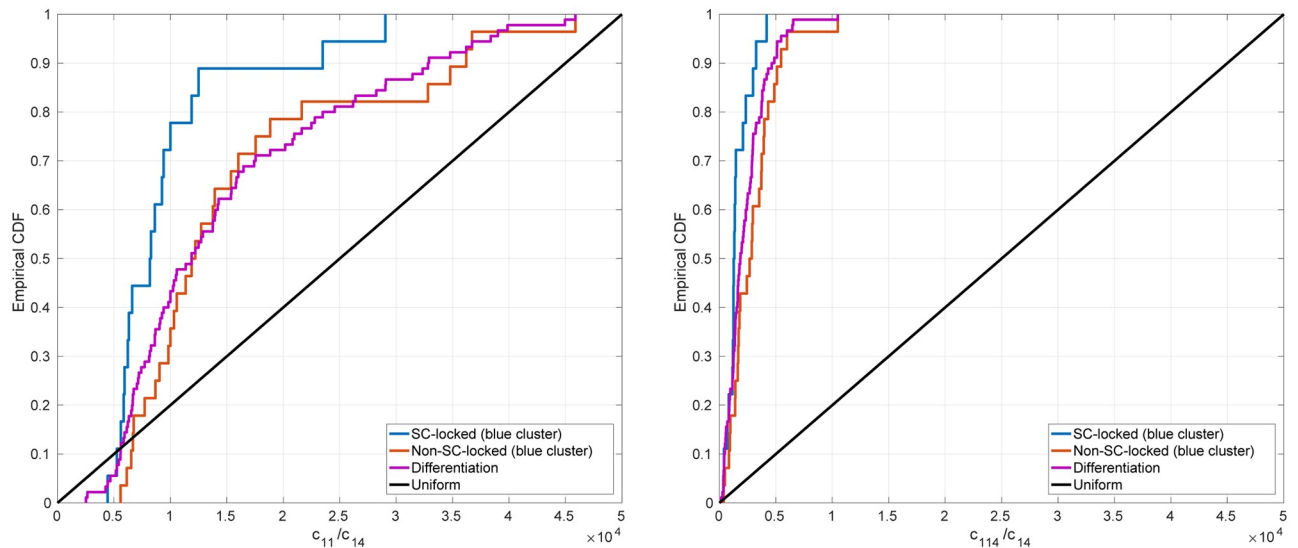 1
0.9
0.8
0.7
0.6
0.5
0.4
0.3
0.2
0.1
0
Empirical CDF
SC-locked (blue cluster)
Non-SC-locked (blue cluster)
Differentiation
Uniform
0 0.5 1 1.5 2 2.5 3 3.5 4 4.5 5
c₁₁/c₁₄
×10⁴
1
0.9
0.8
0.7
0.6
0.5
0.4
0.3
0.2
0.1
0
Empirical CDF
SC-locked (blue cluster)
Non-SC-locked (blue cluster)
Differentiation
Uniform
0 0.5 1 1.5 2 2.5 3 3.5 4 4.5 5
c₁₁₄/c₁₄
×10⁴